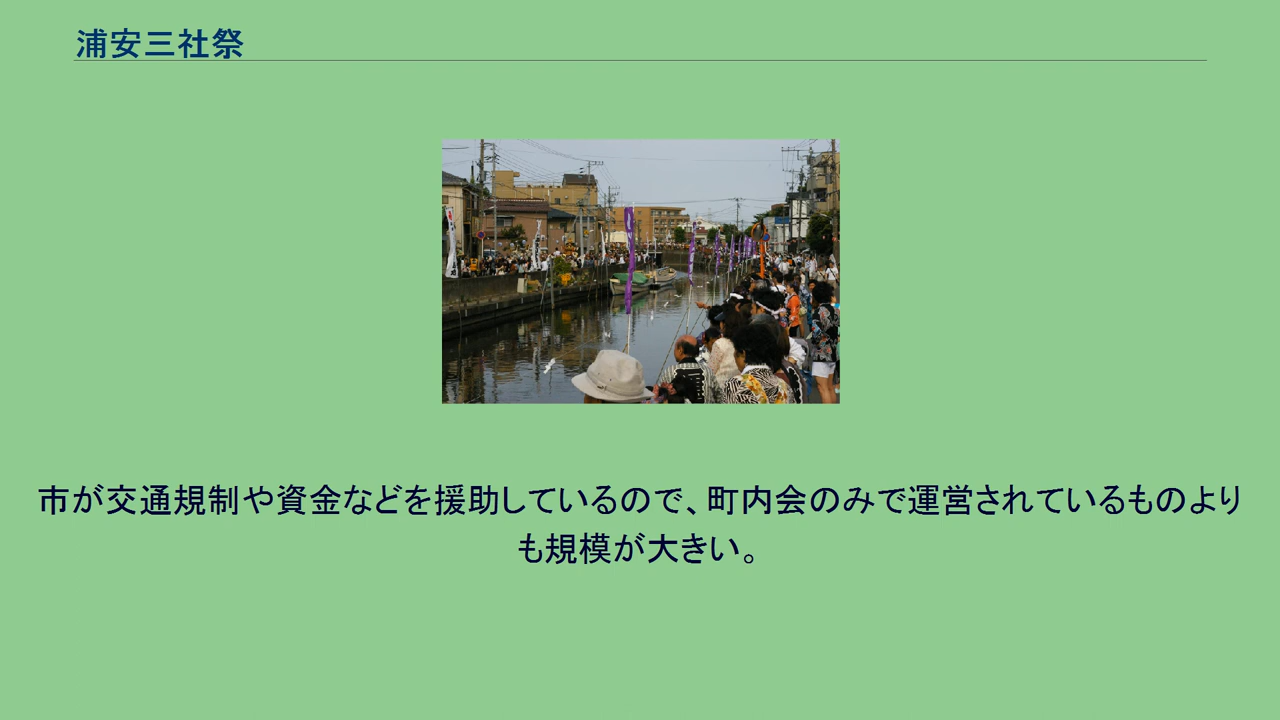 浦安三社祭
市が交通規制や資金などを援助しているので、町内会のみで運営されているものより
も規模が大きい。